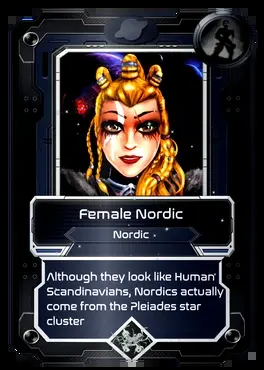 Female Nordic
Nordic
Although they look like Human
Scandinavians, Nordics actually
come from the Pleiades star
cluster